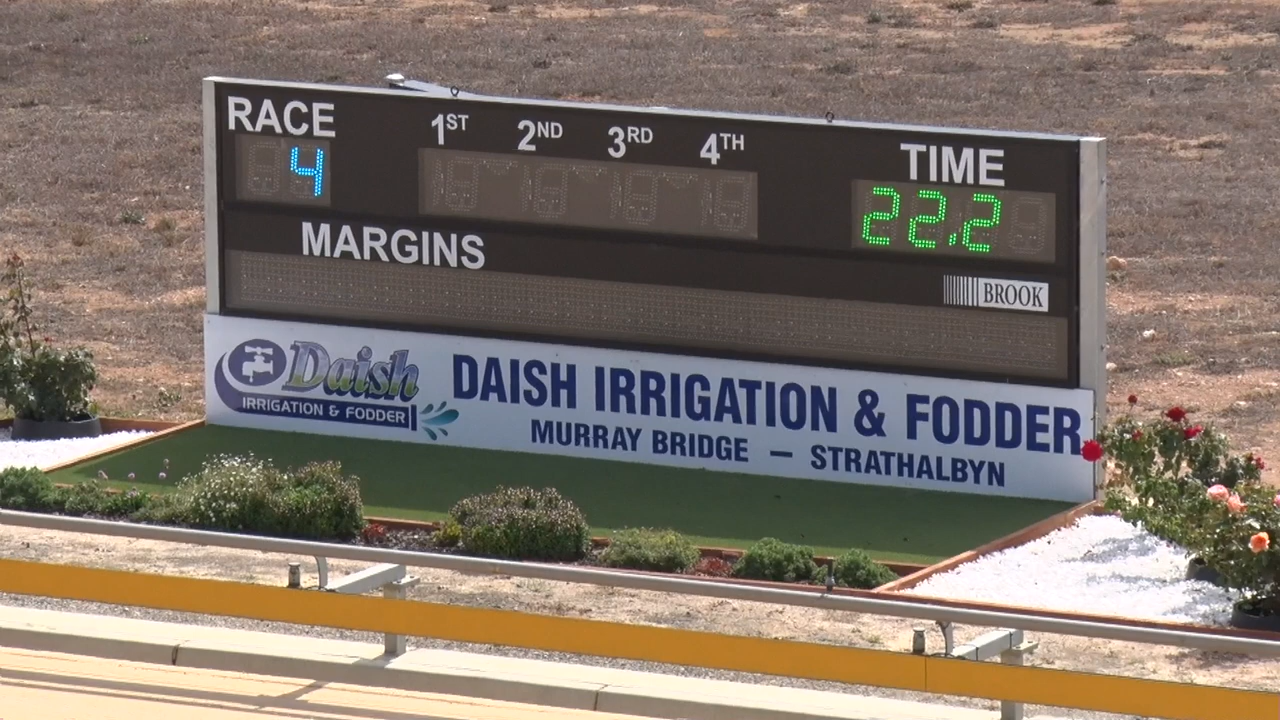 RACE 1ST 2ND 3RD 4TH TIME
4 22.2
MARGINS
BROOK
Daish
IRRIGATION & FODDER
DAISH IRRIGATION & FODDER
MURRAY BRIDGE — STRATHALBYN